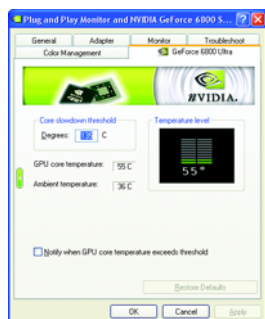 Plug and Play Monitor and NVIDIA GeForce 6800 S...
General Adapter Monitor Troubleshoot
Color Management GeForce 6800 Ultra
NVIDIA.
Core slowdown threshold
Degrees: 135 C
Temperature level
55°
GPU core temperature: 55 C
Ambient temperature: 36 C
Notify when GPU core temperature exceeds threshold
Restore Defaults
OK Cancel Apply